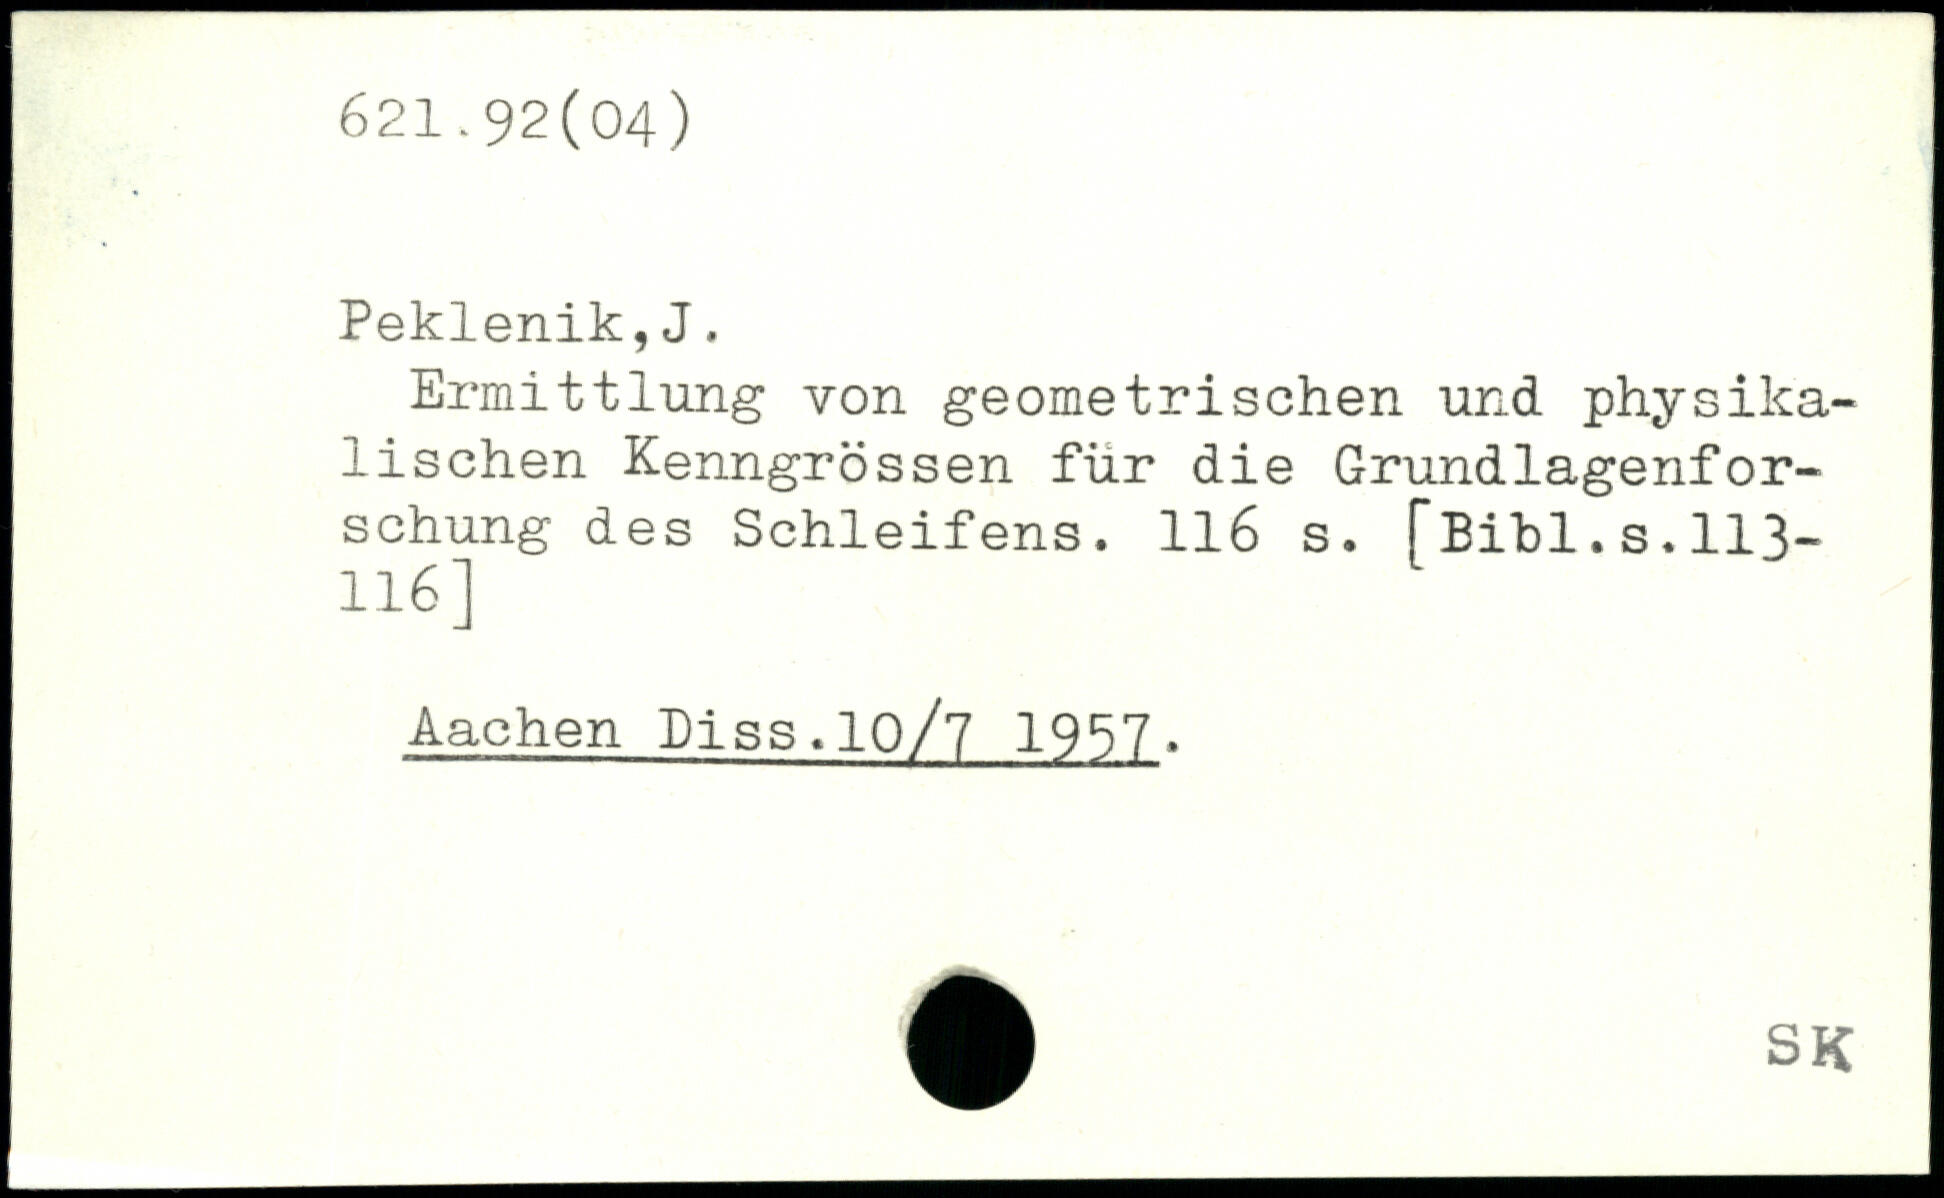 621.92(04)
Peklenik,J.
Ermittlung von geometrischen und physika-
lischen Kenngrössen für die Grundlagenfor-
schung des Schleifens. 116 s. [Bibl.s.113-
116]
Aachen Diss.10/7 1957.
SK